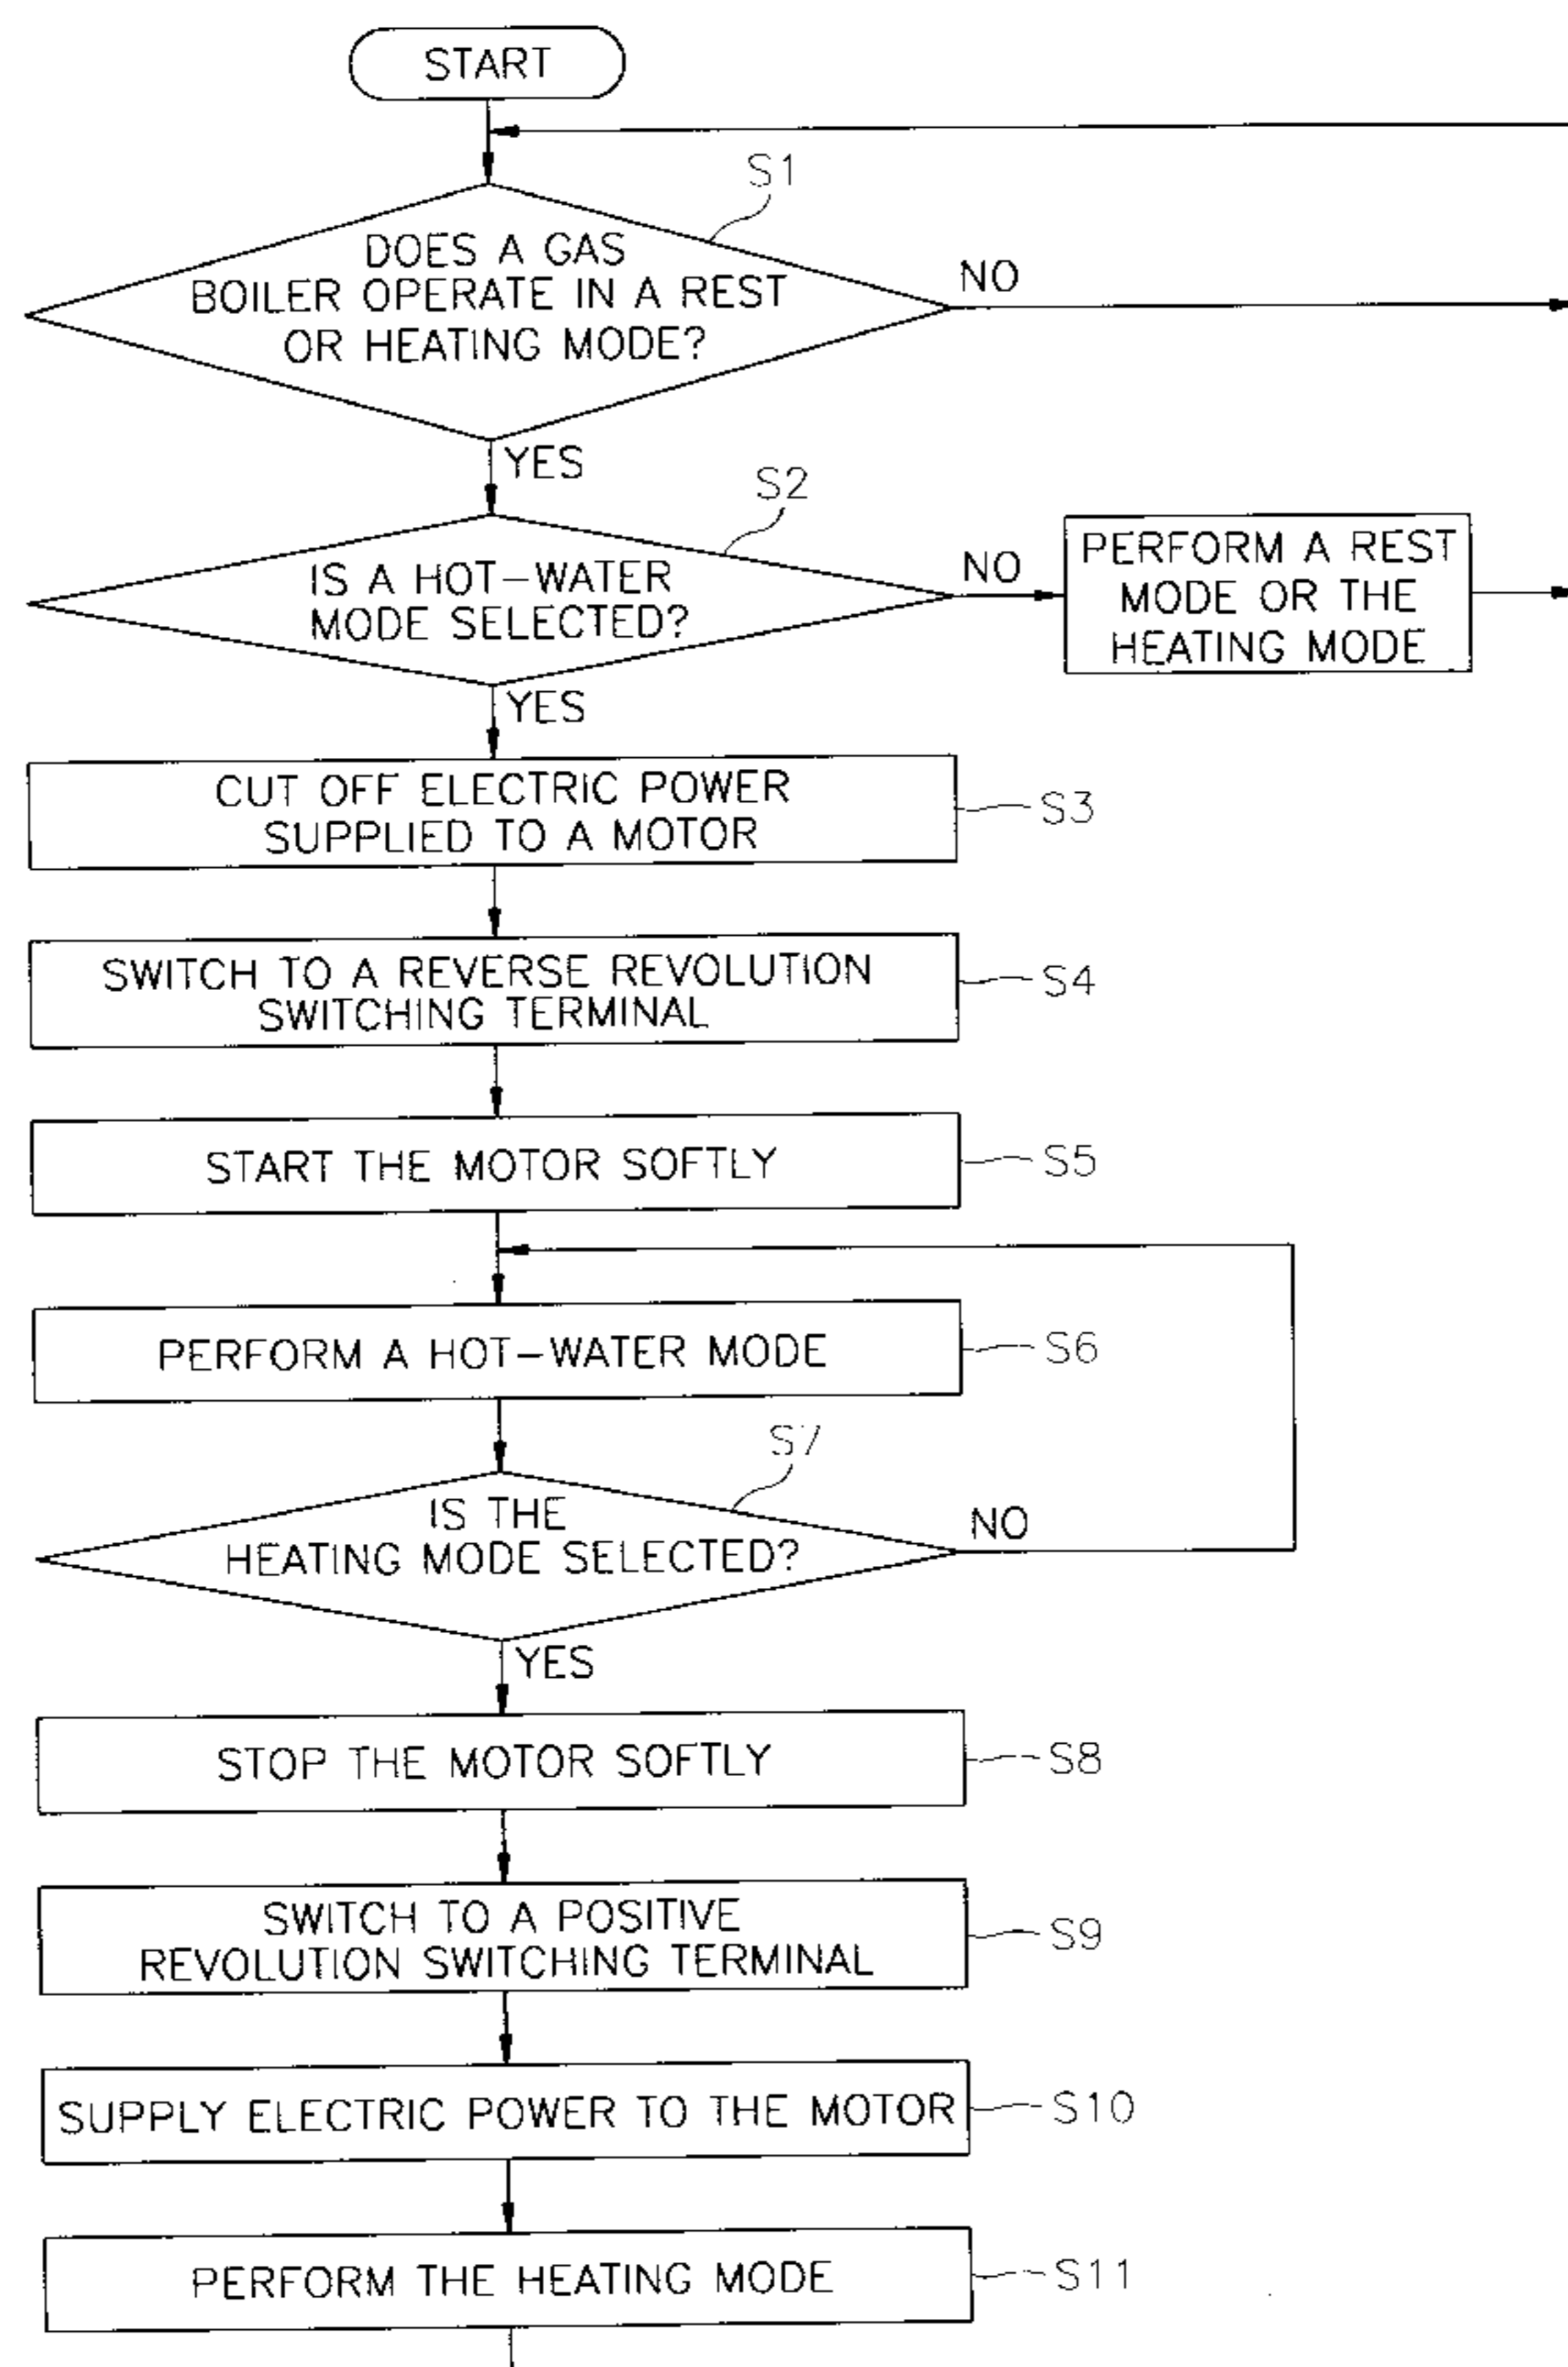 START
S1
DOES A GAS
BOILER OPERATE IN A REST
OR HEATING MODE?
NO
YES
S2
IS A HOT-WATER
MODE SELECTED?
NO
PERFORM A REST
MODE OR THE
HEATING MODE
YES
CUT OFF ELECTRIC POWER
SUPPLIED TO A MOTOR
S3
SWITCH TO A REVERSE REVOLUTION
SWITCHING TERMINAL
S4
START THE MOTOR SOFTLY
S5
PERFORM A HOT-WATER MODE
S6
S7
IS THE
HEATING MODE SELECTED?
NO
YES
STOP THE MOTOR SOFTLY
S8
SWITCH TO A POSITIVE
REVOLUTION SWITCHING TERMINAL
S9
SUPPLY ELECTRIC POWER TO THE MOTOR
S10
PERFORM THE HEATING MODE
S11